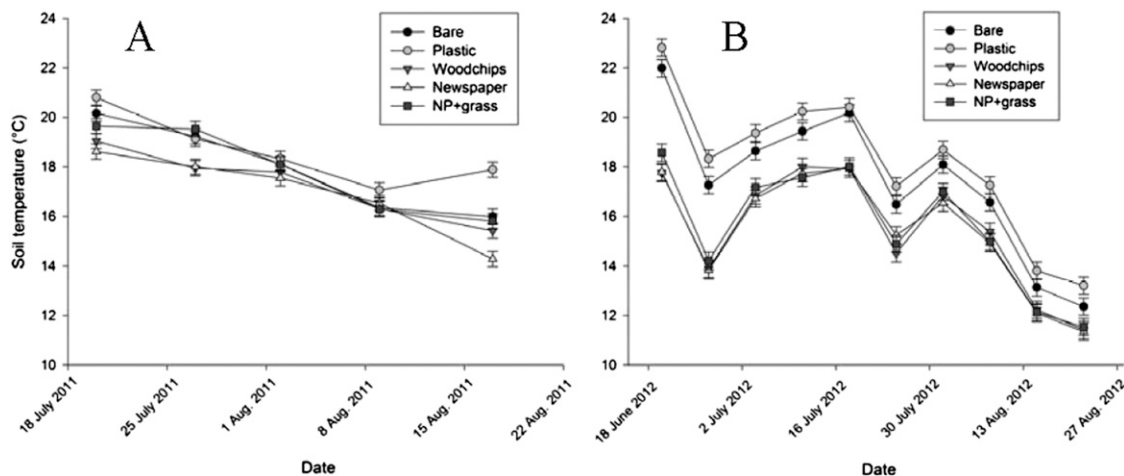 A
B
Bare
Plastic
Woodchips
Newspaper
NP+grass
Bare
Plastic
Woodchips
Newspaper
NP+grass
Soil temperature (°C)
24
22
20
18
16
14
12
10
24
22
20
18
16
14
12
10
18 July 2011
25 July 2011
1 Aug. 2011
8 Aug. 2011
15 Aug. 2011
22 Aug. 2011
18 June 2012
2 July 2012
16 July 2012
30 July 2012
13 Aug. 2012
27 Aug. 2012
Date
Date